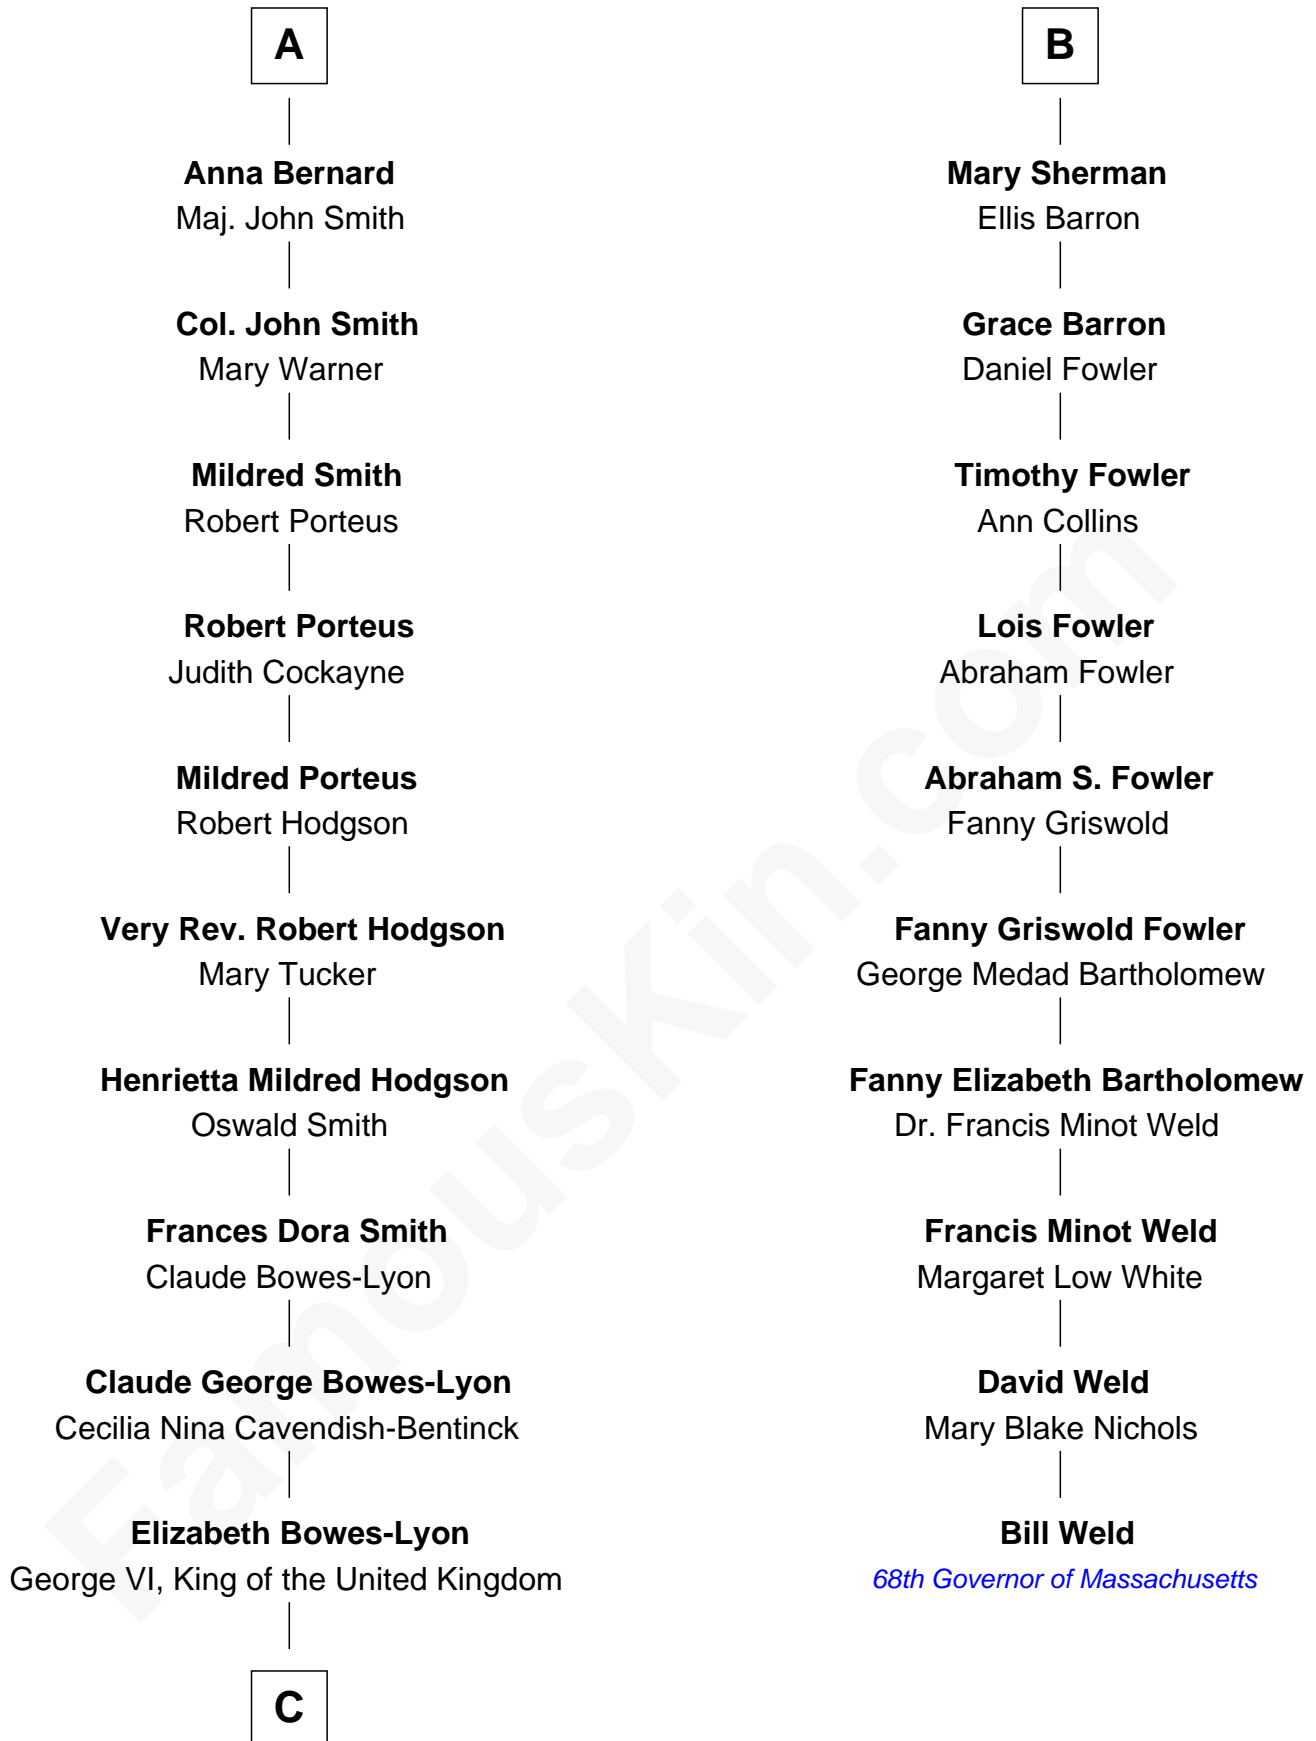 A
Anna Bernard
Maj. John Smith
Col. John Smith
Mary Warner
Mildred Smith
Robert Porteus
Robert Porteus
Judith Cockayne
Mildred Porteus
Robert Hodgson
Very Rev. Robert Hodgson
Mary Tucker
Henrietta Mildred Hodgson
Oswald Smith
Frances Dora Smith
Claude Bowes-Lyon
Claude George Bowes-Lyon
Cecilia Nina Cavendish-Bentinck
Elizabeth Bowes-Lyon
George VI, King of the United Kingdom
C
B
Mary Sherman
Ellis Barron
Grace Barron
Daniel Fowler
Timothy Fowler
Ann Collins
Lois Fowler
Abraham Fowler
Abraham S. Fowler
Fanny Griswold
Fanny Griswold Fowler
George Medad Bartholomew
Fanny Elizabeth Bartholomew
Dr. Francis Minot Weld
Francis Minot Weld
Margaret Low White
David Weld
Mary Blake Nichols
Bill Weld
68th Governor of Massachusetts
FamousKin.com